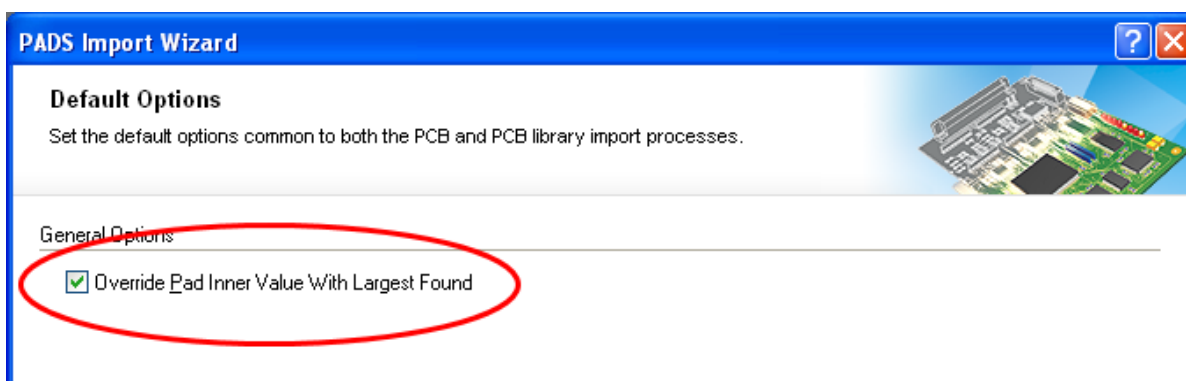 PADS Import Wizard
?
Default Options
Set the default options common to both the PCB and PCB library import processes.
General Options
Override Pad Inner Value With Largest Found